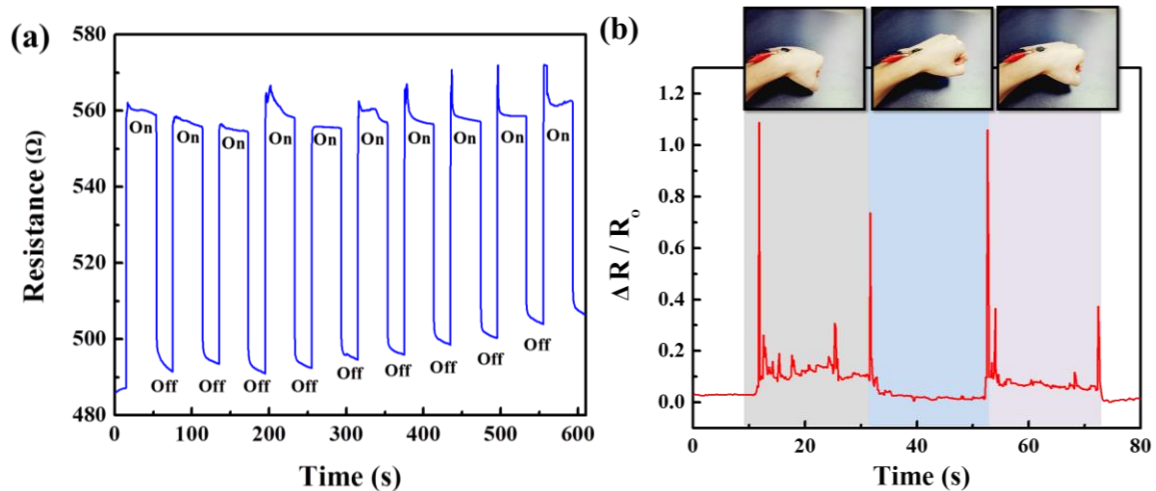 (a)
580
560
540
520
500
480
Resistance (Ω)
On On On On On On On On On On
Off Off Off Off Off Off Off Off Off
0 100 200 300 400 500 600
Time (s)
(b)
1.2
1.0
0.8
0.6
0.4
0.2
0.0
Δ R / R₀
0 20 40 60 80
Time (s)